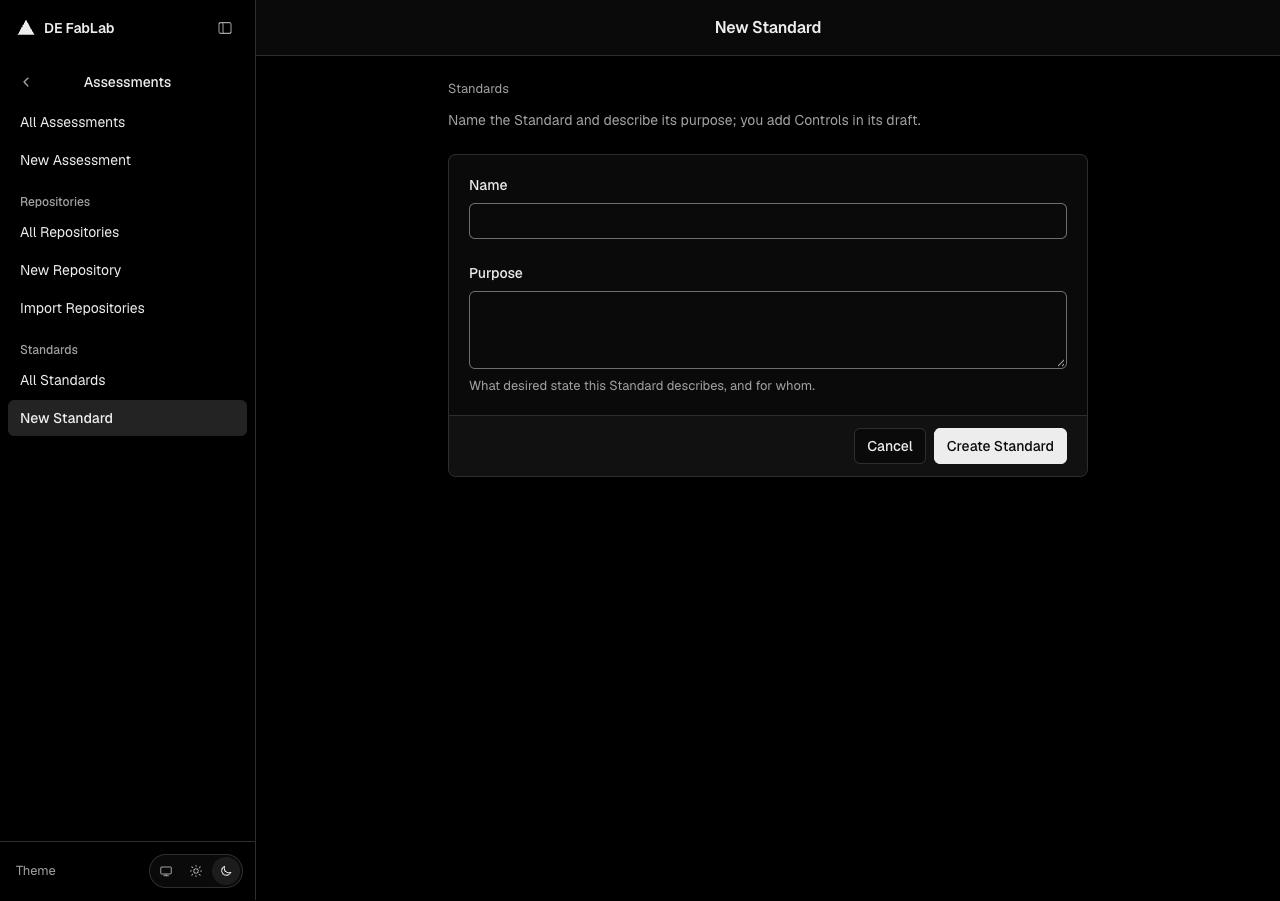 DE FabLab
Assessments
All Assessments
New Assessment
Repositories
All Repositories
New Repository
Import Repositories
Standards
All Standards
New Standard
Theme
New Standard
Standards
Name the Standard and describe its purpose; you add Controls in its draft.
Name
Purpose
What desired state this Standard describes, and for whom.
Cancel
Create Standard